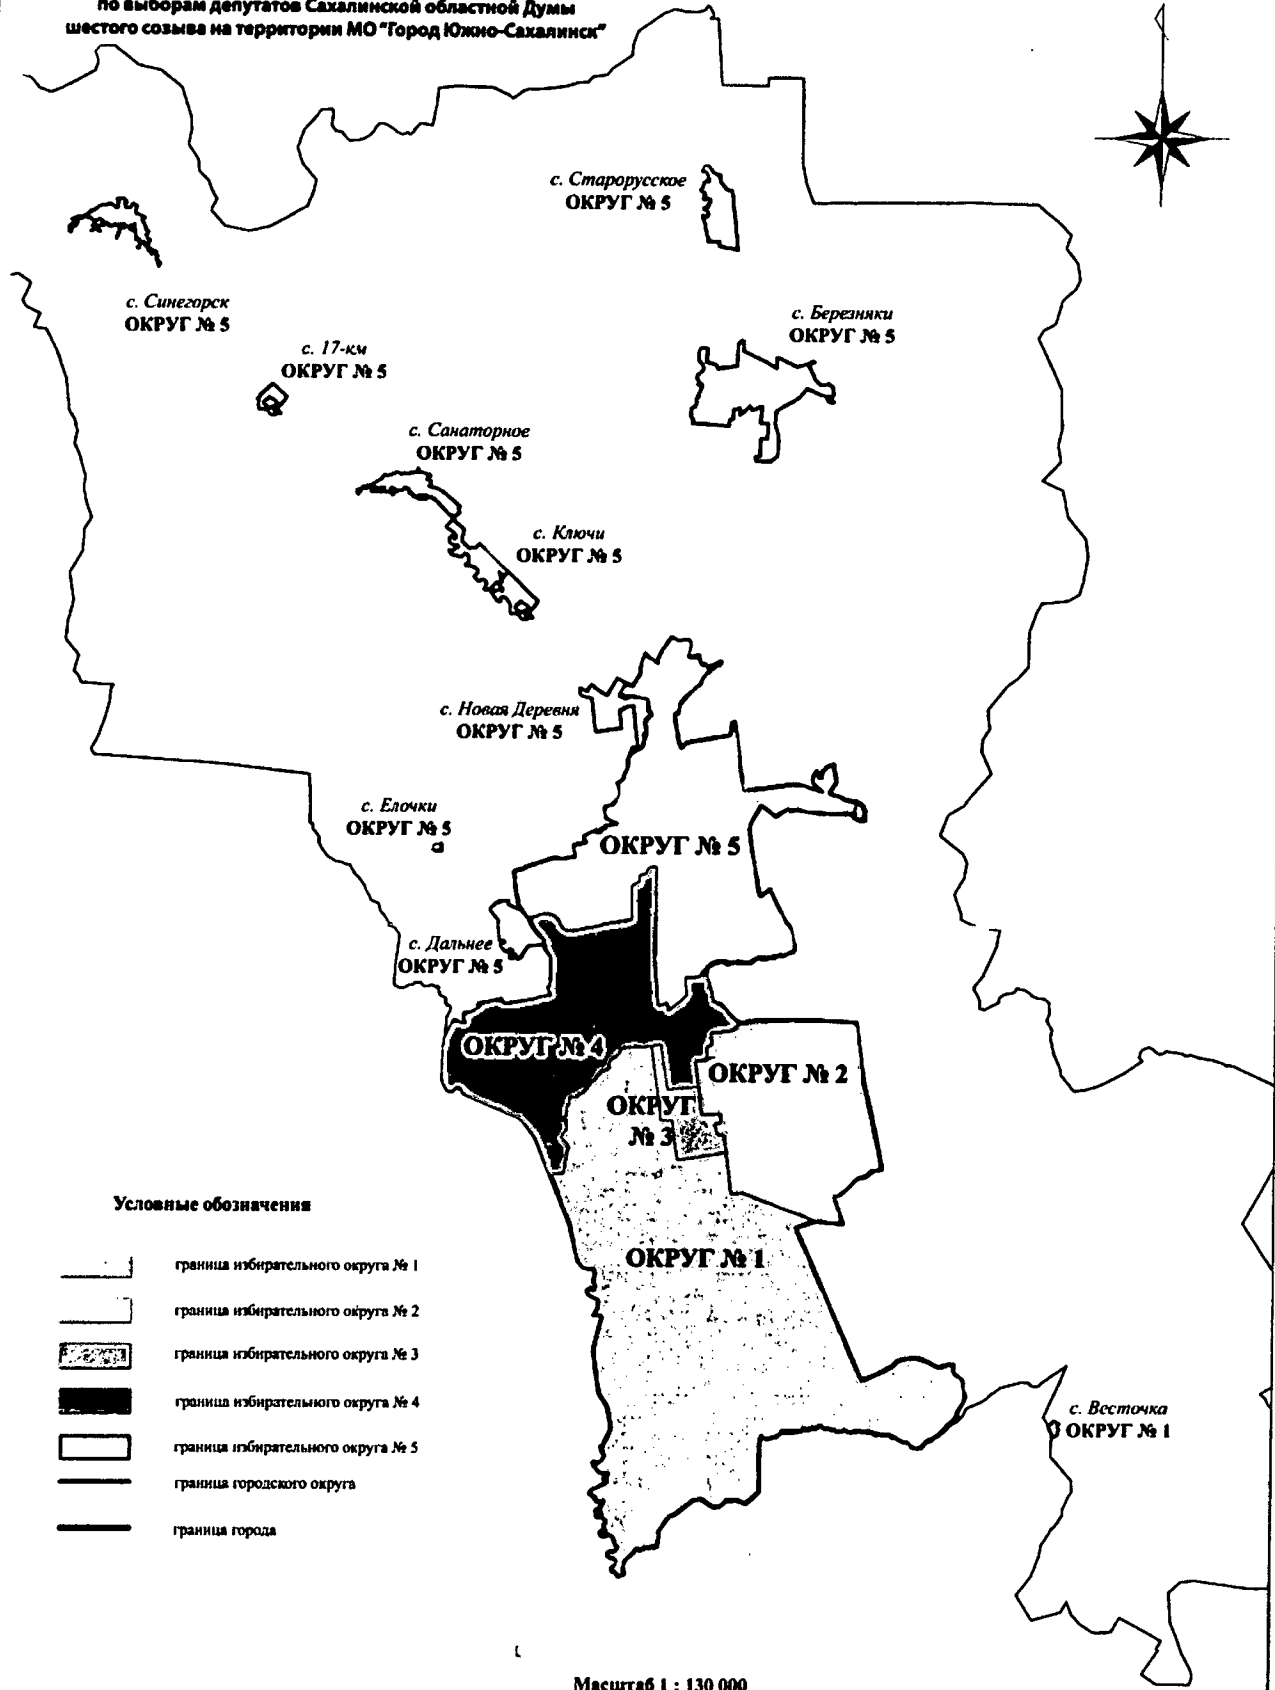 по выборам депутатов Сахалинской областной Думы
шестого созыва на территории МО "Город Южно-Сахалинск"
с. Старорусское
ОКРУГ № 5
с. Синегорск
ОКРУГ № 5
с. Березняки
ОКРУГ № 5
с. 17-км
ОКРУГ № 5
с. Санаторное
ОКРУГ № 5
с. Ключи
ОКРУГ № 5
с. Новая Деревня
ОКРУГ № 5
с. Елочки
ОКРУГ № 5
ОКРУГ № 5
с. Дальнее
ОКРУГ № 5
ОКРУГ № 4
ОКРУГ № 2
ОКРУГ
№ 3
ОКРУГ № 1
Условные обозначения
граница избирательного округа № 1
граница избирательного округа № 2
граница избирательного округа № 3
граница избирательного округа № 4
граница избирательного округа № 5
граница городского округа
граница города
с. Весточка
ОКРУГ № 1
Масштаб 1 : 130 000